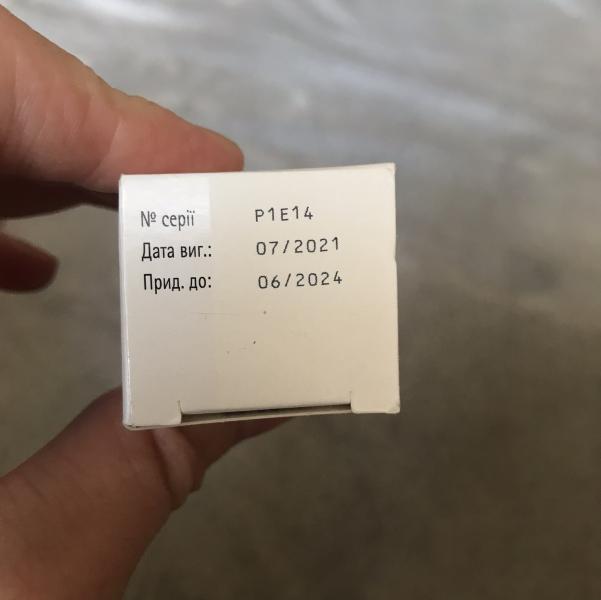 № серії P1E14
Дата виг.: 07/2021
Прид. до: 06/2024